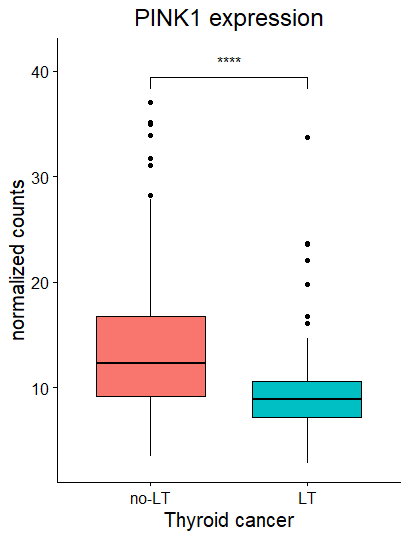 PINK1 expression
****
40
30
20
10
normalized counts
no-LT LT
Thyroid cancer